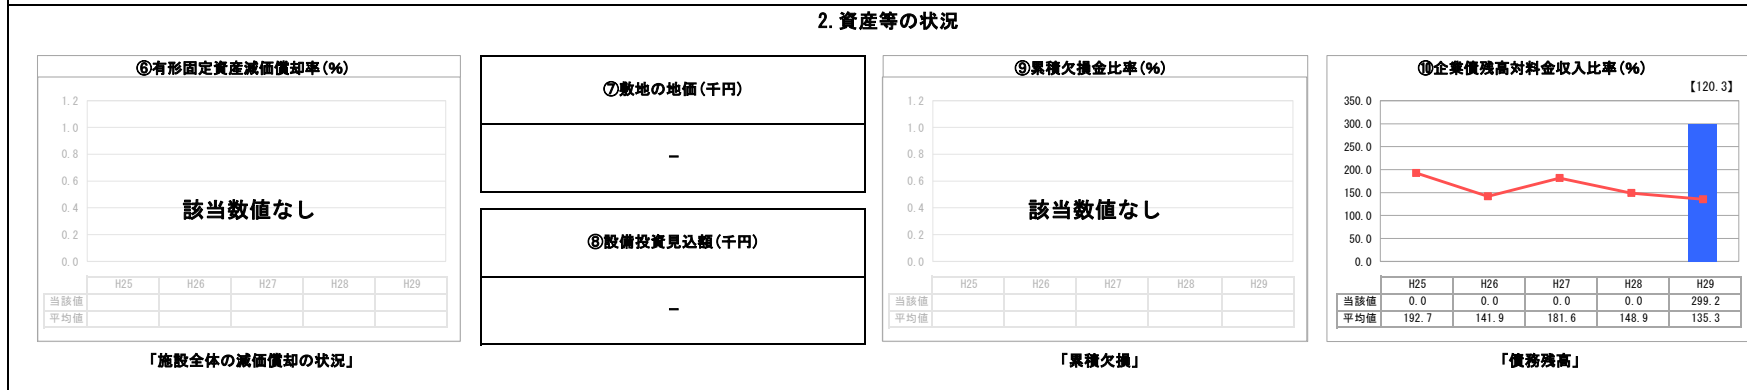 2.資産等の状況
⑥有形固定資産減価償却率(%)
1.2
1.0
0.8
0.6
0.4
0.2
0.0
該当数値なし
H25 H26 H27 H28 H29
当該値
平均値
「施設全体の減価償却の状況」
⑦敷地の地価(千円)
-
⑧設備投資見込額(千円)
-
⑨累積欠損金比率(%)
1.2
1.0
0.8
0.6
0.4
0.2
0.0
該当数値なし
H25 H26 H27 H28 H29
当該値
平均値
「累積欠損」
⑩企業債残高対料金収入比率(%)
【120.3】
350.0
300.0
250.0
200.0
150.0
100.0
50.0
0.0
H25 H26 H27 H28 H29
当該値 0.0 0.0 0.0 0.0 299.2
平均値 192.7 141.9 181.6 148.9 135.3
「債務残高」